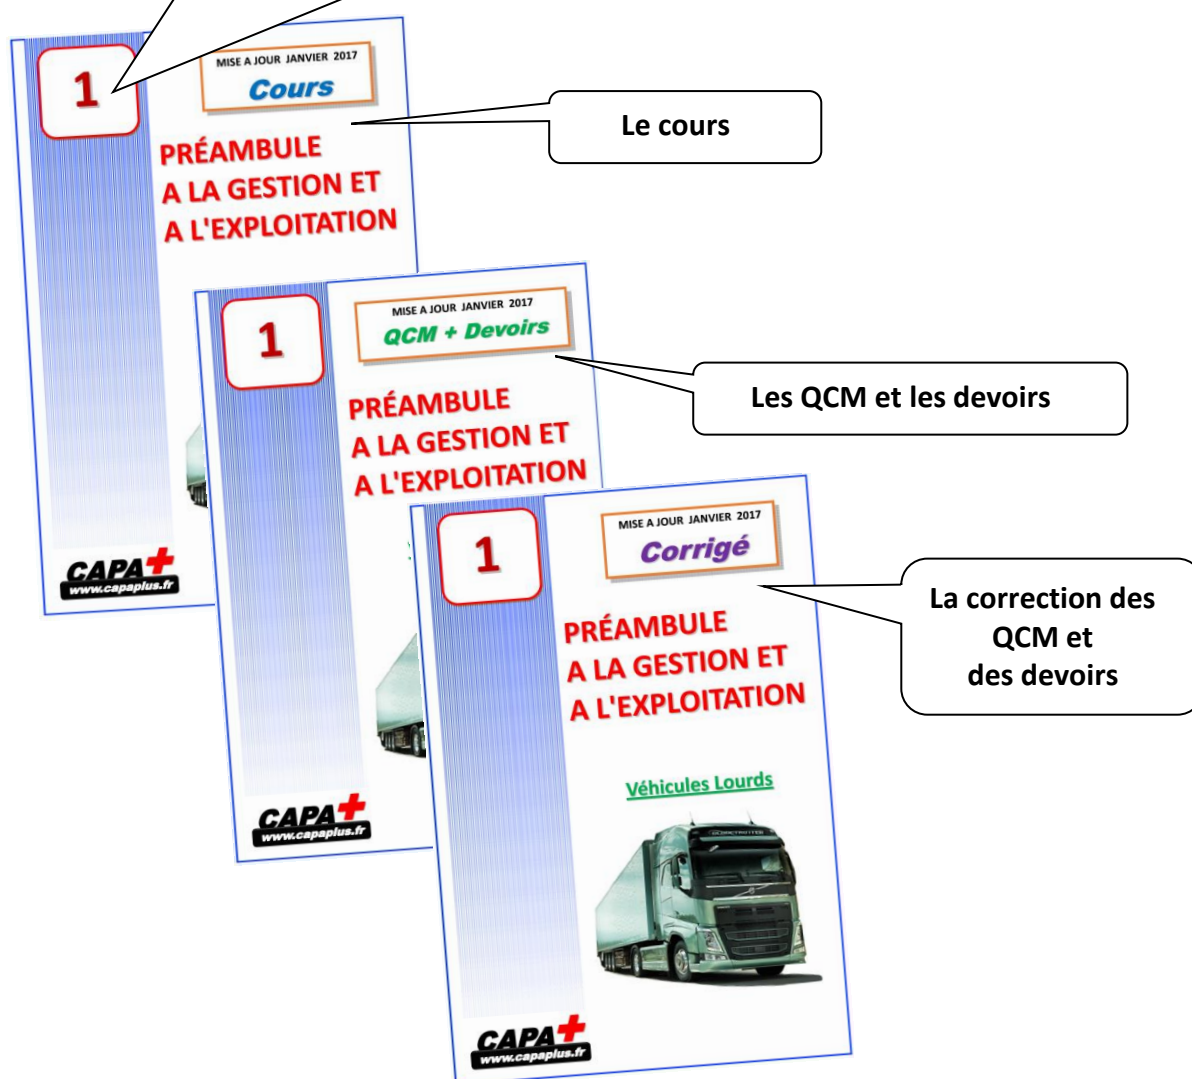 1
MISE A JOUR JANVIER 2017
Cours
PRÉAMBULE
A LA GESTION ET
A L'EXPLOITATION
CAPA+
www.capaplus.fr
Le cours
1
MISE A JOUR JANVIER 2017
QCM + Devoirs
PRÉAMBULE
A LA GESTION ET
A L'EXPLOITATION
CAPA+
www.capaplus.fr
Les QCM et les devoirs
1
MISE A JOUR JANVIER 2017
Corrigé
PRÉAMBULE
A LA GESTION ET
A L'EXPLOITATION
Véhicules Lourds
CAPA+
www.capaplus.fr
La correction des
QCM et
des devoirs